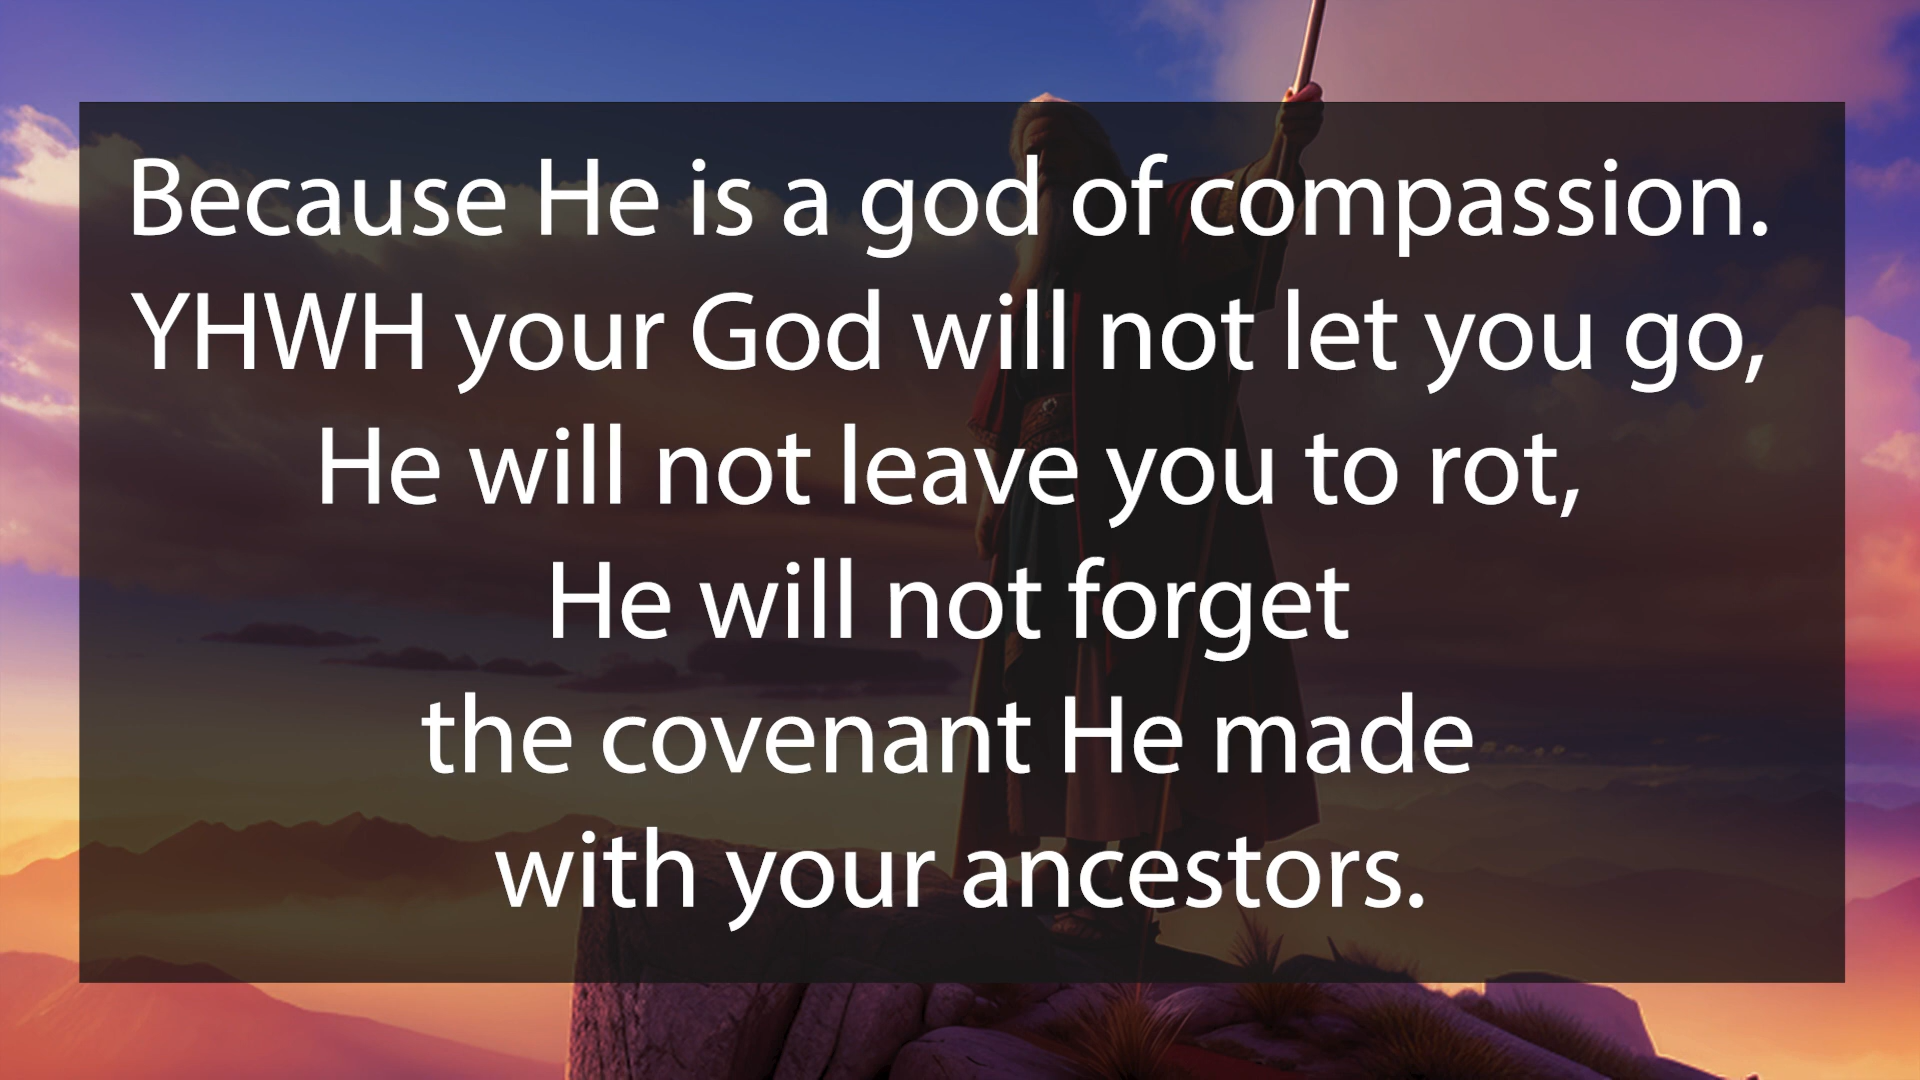 Because He is a god of compassion.
YHWH your God will not let you go,
He will not leave you to rot,
He will not forget
the covenant He made
with your ancestors.